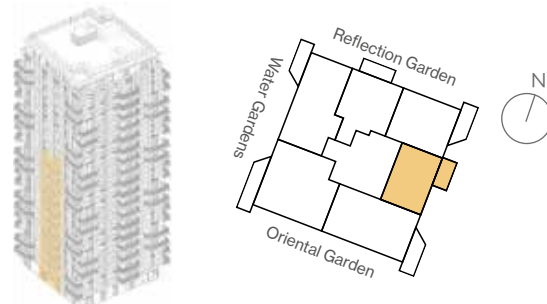 Reflection Garden
Water Gardens
N
Oriental Garden